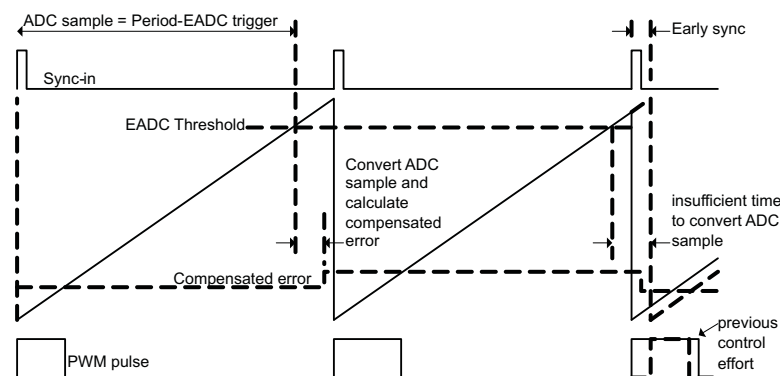 ADC sample = Period-EADC trigger
Early sync
Sync-in
EADC Threshold
Convert ADC
sample and
calculate
compensated
error
insufficient time
to convert ADC
sample
Compensated error
PWM pulse
previous
control
effort